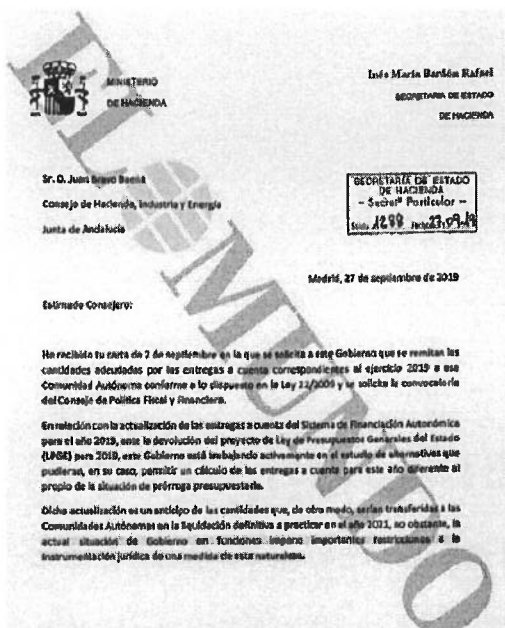 EL MUNDO
MINISTERIO
DE HACIENDA
Inés María Bardón Rafael
SECRETARIA DE ESTADO
DE HACIENDA
Sr. D. Juan Bravo Baena
Consejo de Hacienda, Industria y Energía
Junta de Andalucía
SECRETARÍA DE ESTADO
DE HACIENDA
- Secretª Particular -
1288 27.09.19
Madrid, 27 de septiembre de 2019
Estimado Consejero:
He recibido tu carta de 2 de septiembre en la que se solicita a este Gobierno que se remitan las
cantidades adeudadas por las entregas a cuenta correspondientes al ejercicio 2019 a esa
Comunidad Autónoma conforme a lo dispuesto en la Ley 22/2009 y se solicita la convocatoria
del Consejo de Política Fiscal y Financiera.
En relación con la actualización de las entregas a cuenta del Sistema de Financiación Autonómica
para el año 2019, ante la devolución del proyecto de Ley de Presupuestos Generales del Estado
(LPGE) para 2019, este Gobierno está trabajando activamente en el estudio de alternativas que
pudieran, en su caso, permitir un cálculo de las entregas a cuenta para este año diferente al
propio de la situación de prórroga presupuestaria.
Dicha actualización es un anticipo de las cantidades que, de otro modo, serían transferidas a las
Comunidades Autónomas en la liquidación definitiva a practicar en el año 2021, no obstante, la
actual situación de Gobierno en funciones impone importantes restricciones a la
instrumentación jurídica de una medida de esta naturaleza.